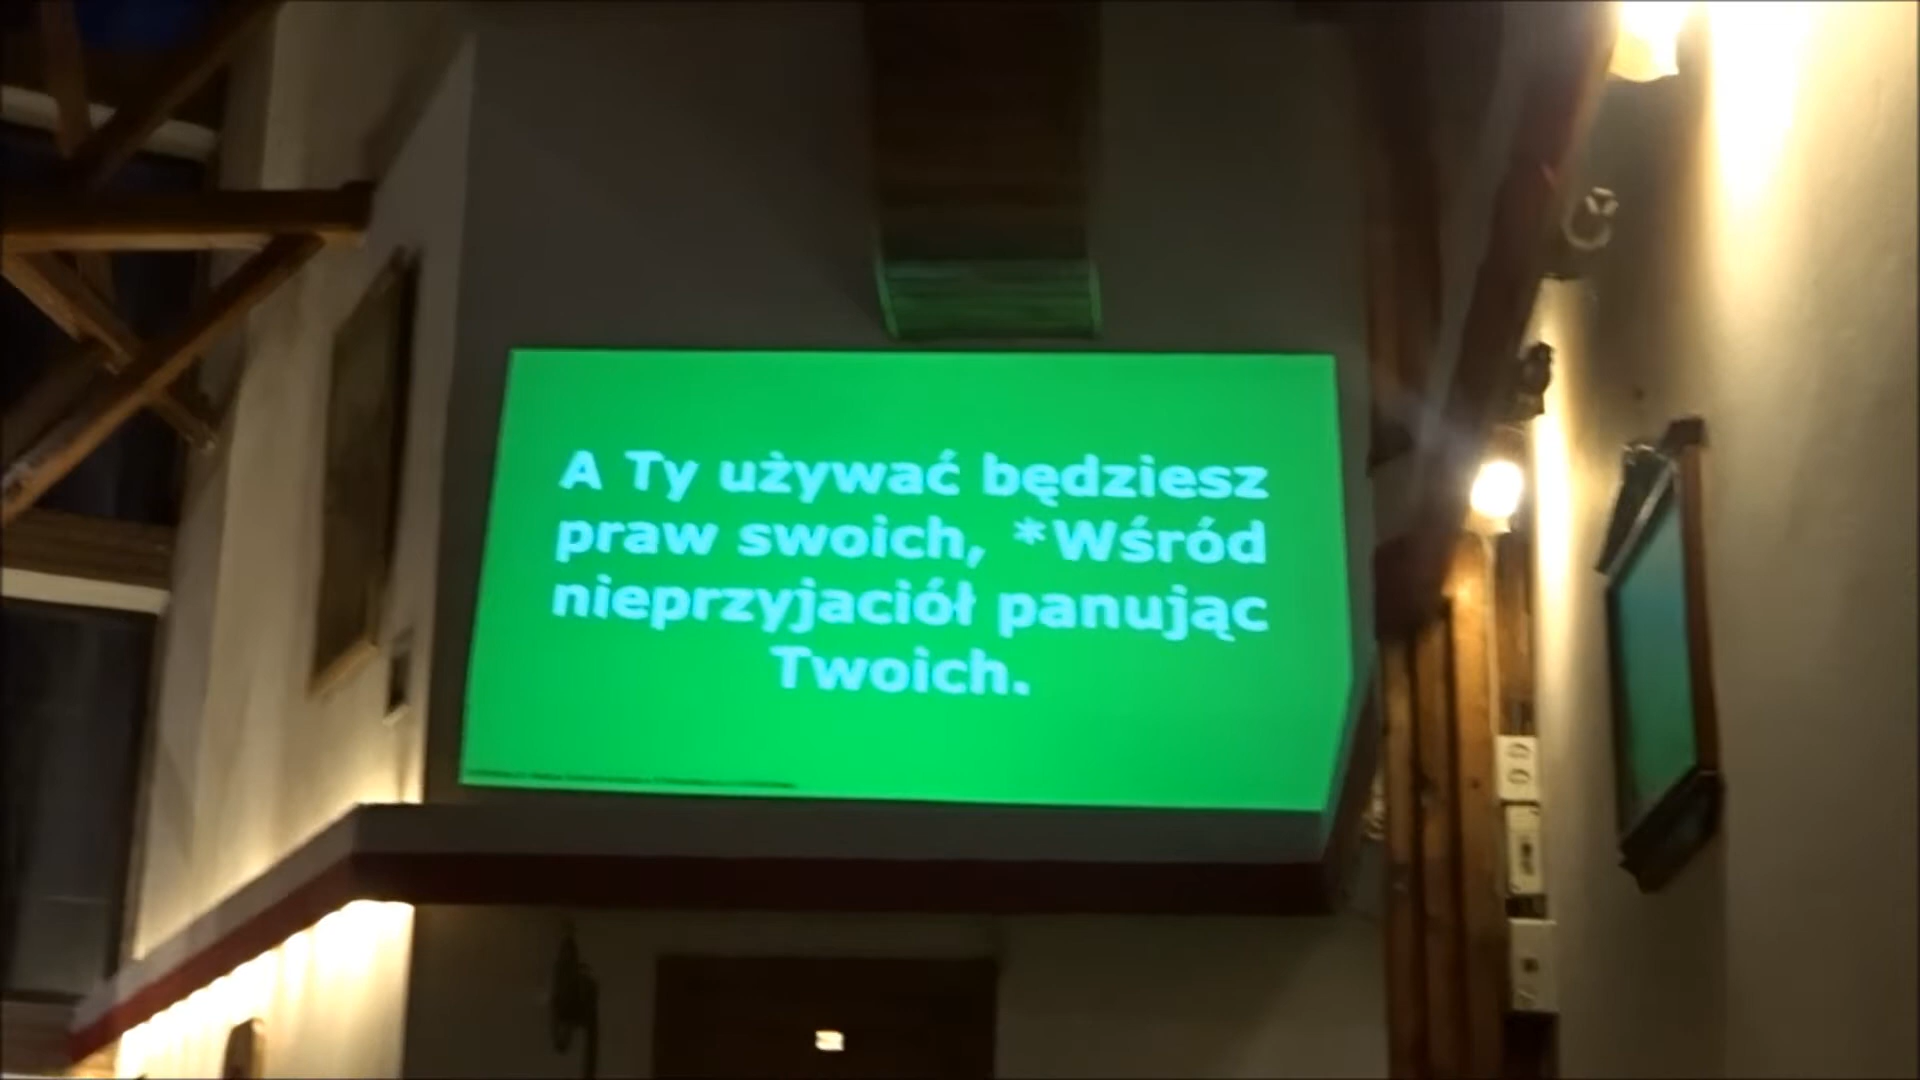 A Ty używać będziesz
praw swoich, *Wśród
nieprzyjaciół panując
Twoich.